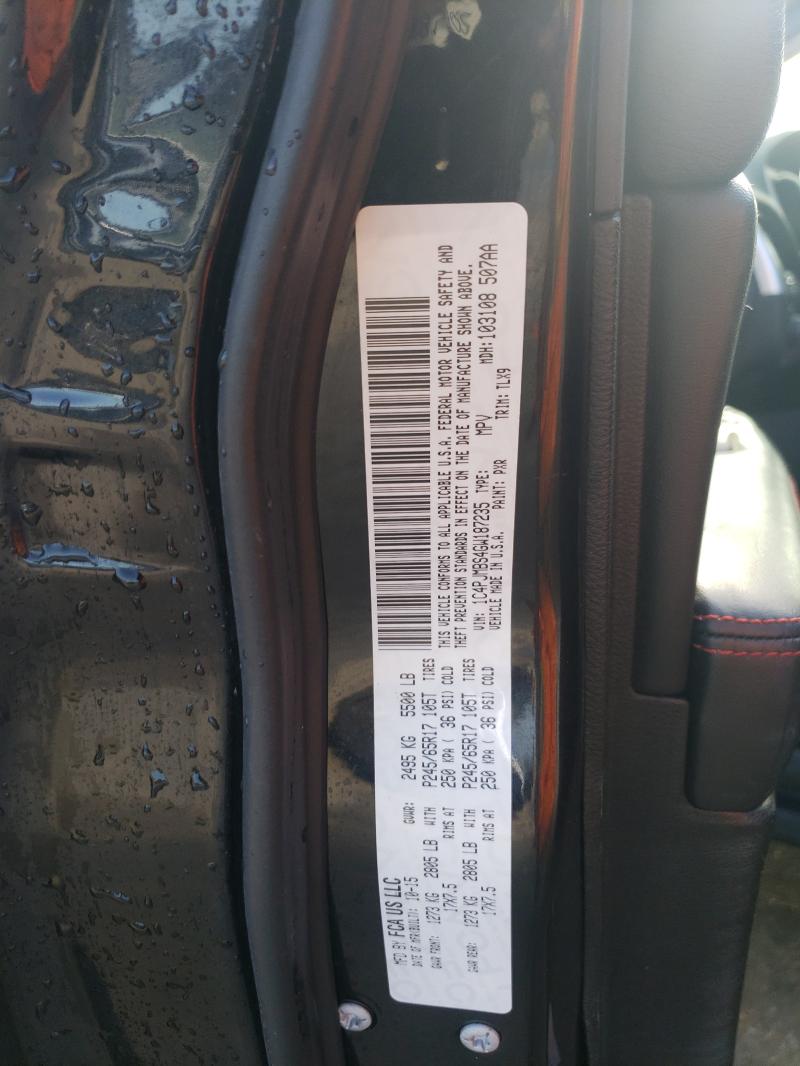 MFD BY FCA US LLC
DATE OF MFR(BUILT): 10-15 GVWR: 2495 KG 5500 LB
GAWR FRONT: 1273 KG 2805 LB WITH P245/65R17 105T TIRES
17X7.5 RIMS AT 250 KPA ( 36 PSI) COLD
GAWR REAR: 1273 KG 2805 LB WITH P245/65R17 105T TIRES
17X7.5 RIMS AT 250 KPA ( 36 PSI) COLD
THIS VEHICLE CONFORMS TO ALL APPLICABLE U.S.A. FEDERAL MOTOR VEHICLE SAFETY AND
THEFT PREVENTION STANDARDS IN EFFECT ON THE DATE OF MANUFACTURE SHOWN ABOVE.
VIN: 1C4PJMBS4GW187235 TYPE: MPV MDH:103108 507AA
VEHICLE MADE IN U.S.A. PAINT: PXR TRIM: TLX9